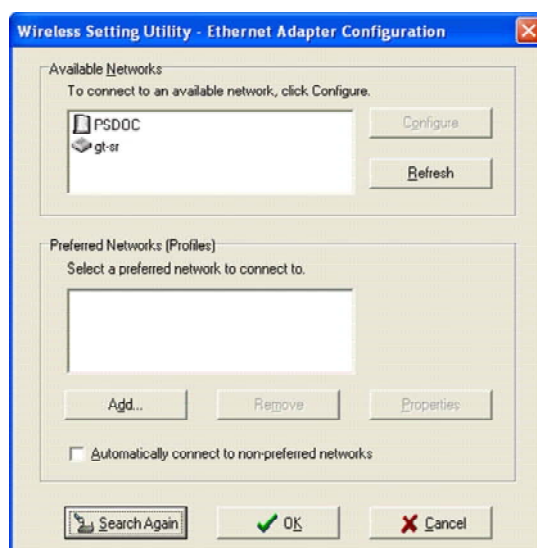 Wireless Setting Utility - Ethernet Adapter Configuration
Available Networks
To connect to an available network, click Configure.
PSDOC
gt-sr
Configure
Refresh
Preferred Networks (Profiles)
Select a preferred network to connect to.
Add...
Remove
Properties
Automatically connect to non-preferred networks
Search Again
OK
Cancel